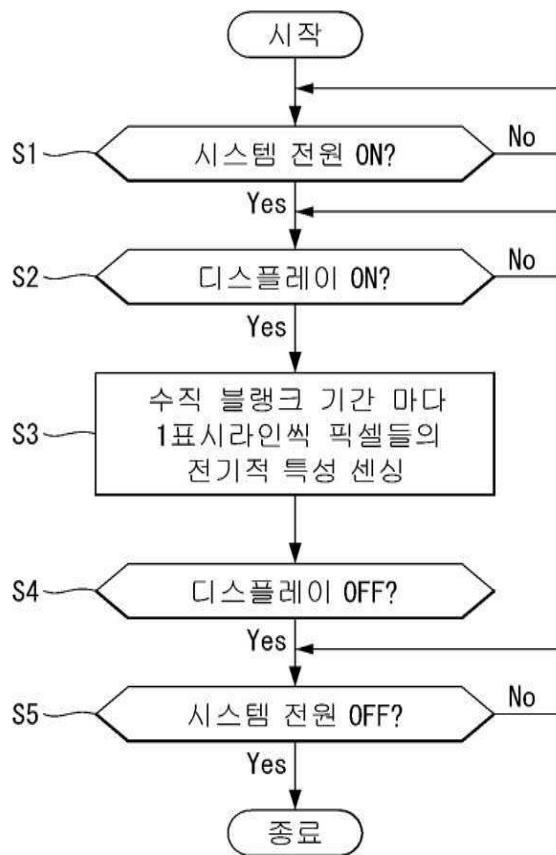 시작
S1
시스템 전원 ON?
No
Yes
S2
디스플레이 ON?
No
Yes
S3
수직 블랭크 기간 마다
1표시라인씩 픽셀들의
전기적 특성 센싱
S4
디스플레이 OFF?
Yes
S5
시스템 전원 OFF?
No
Yes
종료